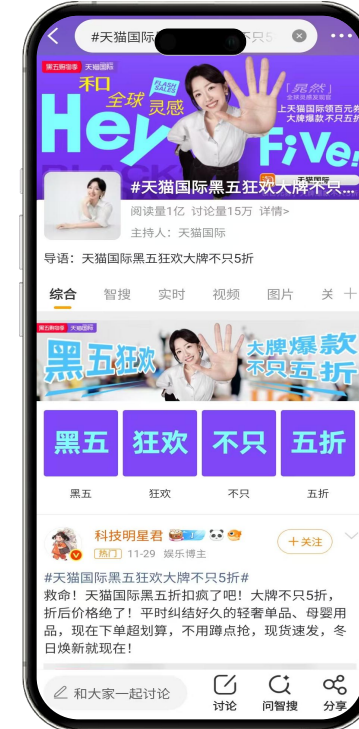 #天猫国际
不只5
黑五购物季 天猫国际
和
全球
灵感
FLASH SALES
Hey
FiVe!
上天猫国际领百元券
大牌爆款不只五折
#天猫国际黑五狂欢大牌不只...
阅读量1亿 讨论量15万 详情>
主持人：天猫国际
导语：天猫国际黑五狂欢大牌不只5折
综合 智搜 实时 视频 图片
黑五购物季 天猫国际
黑五狂欢
大牌爆款
不只五折
黑五 狂欢 不只 五折
黑五 狂欢 不只 五折
科技明星君
+关注
热门 11-29 娱乐博主
#天猫国际黑五狂欢大牌不只5折#
救命！天猫国际黑五折扣疯了吧！大牌不只5折，
折后价格绝了！平时纠结好久的轻奢单品、母婴用
品，现在下单超划算，不用蹲点抢，现货速发，冬
日焕新就现在！
和大家一起讨论
讨论 问智搜 分享